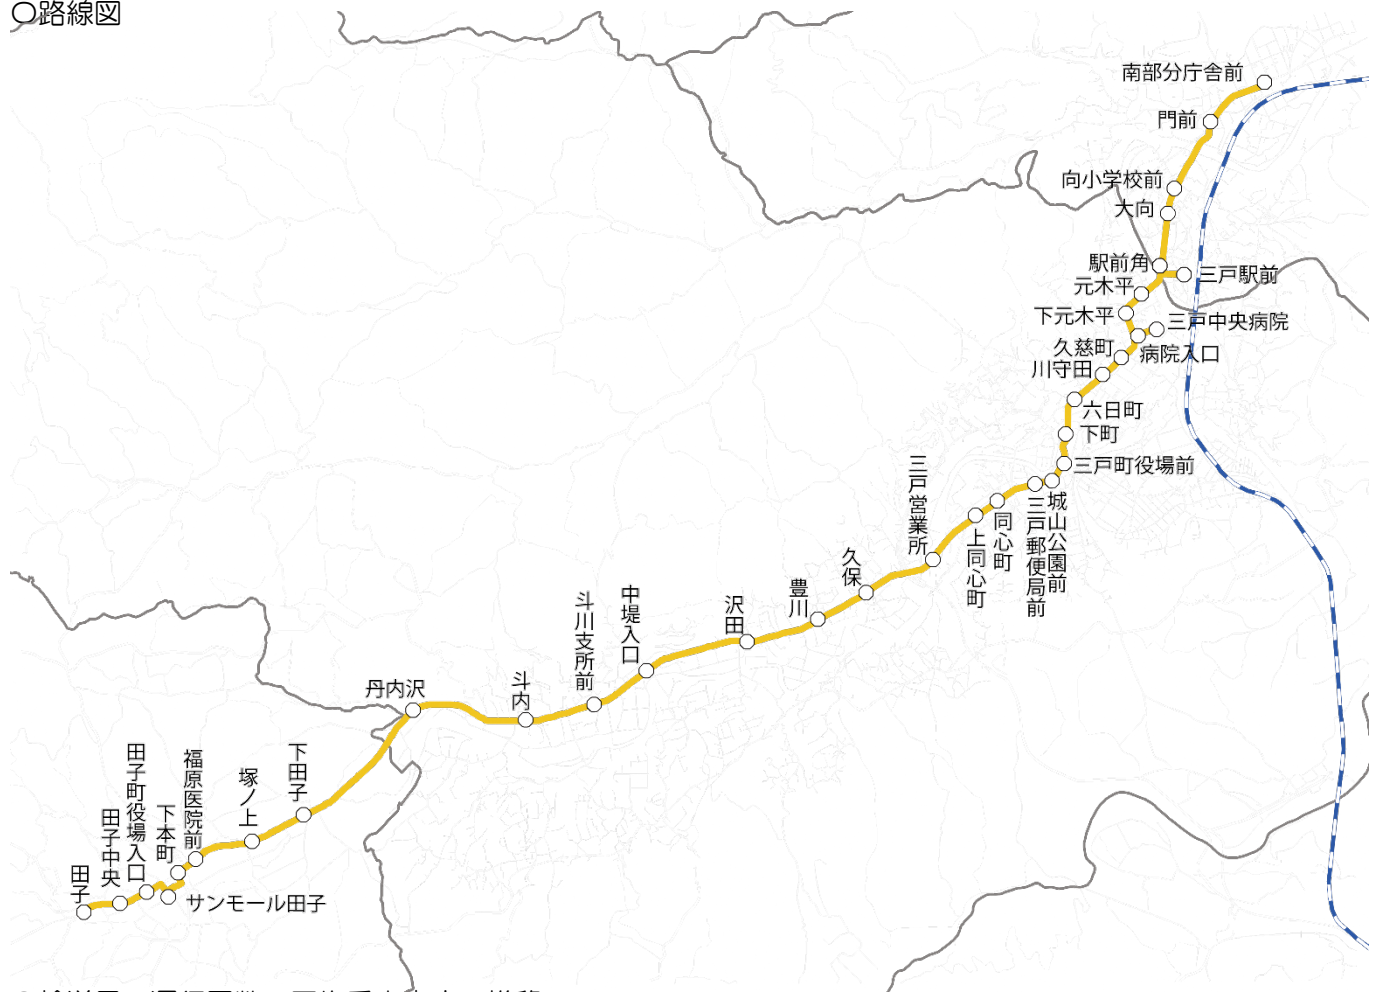 〇路線図
南部分庁舎前
門前
向小学校前
大向
駅前角
三戸駅前
元木平
下元木平
三戸中央病院
病院入口
久慈町
川守田
六日町
下町
三戸町役場前
城山公園前
三戸郵便局前
同心町
上同心町
三戸営業所
久保
豊川
沢田
中堤入口
斗川支所前
斗内
丹内沢
下田子
塚ノ上
福原医院前
下本町
サンモール田子
田子町役場入口
田子中央
田子